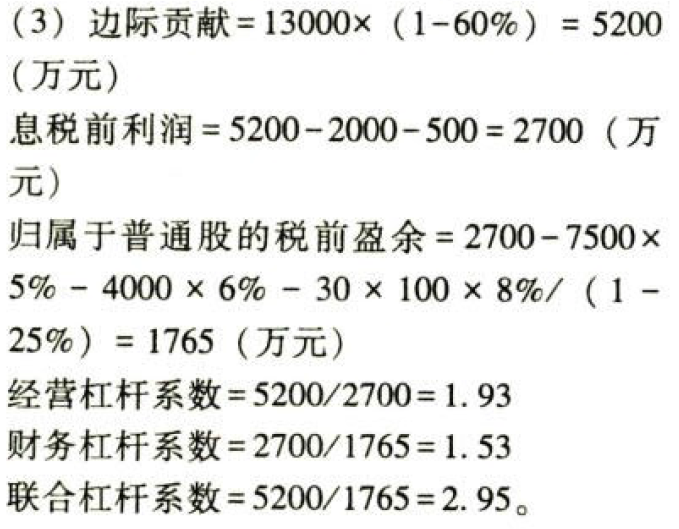 （3）边际贡献=13000×（1-60%）=5200
（万元）
息税前利润=5200-2000-500=2700（万
元）
归属于普通股的税前盈余=2700-7500×
5%-4000×6%-30×100×8%/（1-
25%）=1765（万元）
经营杠杆系数=5200/2700=1.93
财务杠杆系数=2700/1765=1.53
联合杠杆系数=5200/1765=2.95。